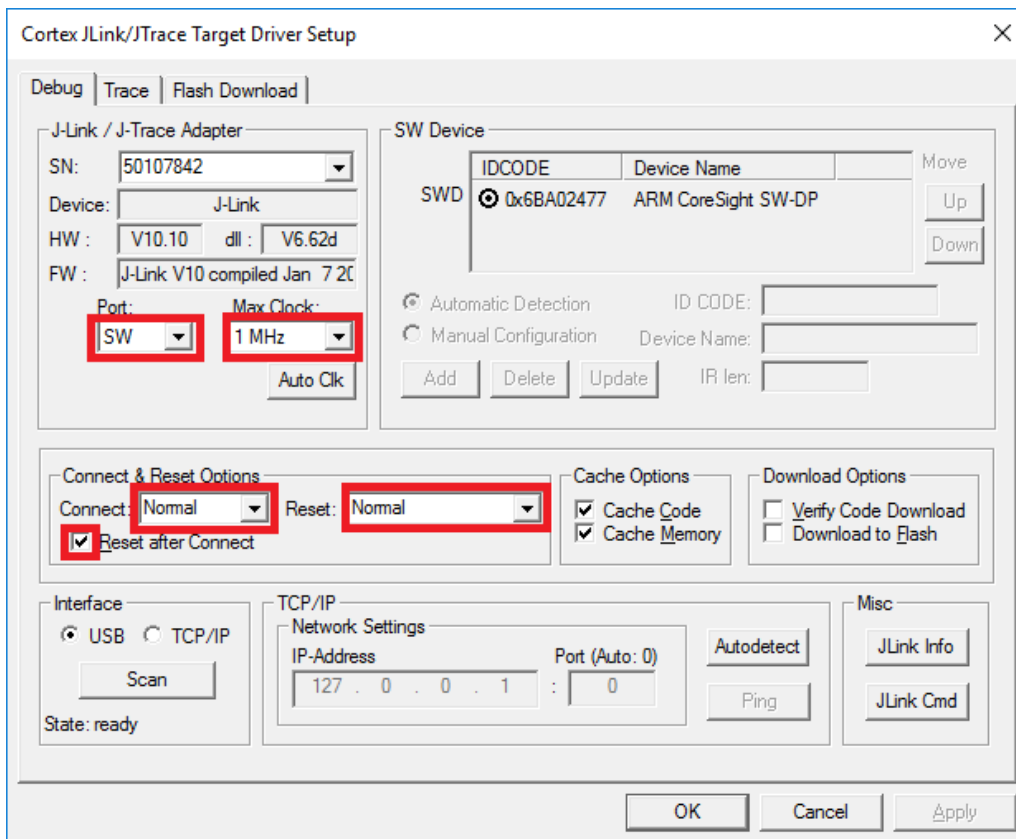 Cortex JLink/JTrace Target Driver Setup
Debug Trace Flash Download
J-Link / J-Trace Adapter
SN: 50107842
Device: J-Link
HW : V10.10 dll : V6.62d
FW : J-Link V10 compiled Jan 7 20
Port: Max Clock:
SW 1 MHz
Auto Clk
SW Device
IDCODE Device Name Move
SWD 0x6BA02477 ARM CoreSight SW-DP Up
Down
Automatic Detection ID CODE:
Manual Configuration Device Name:
Add Delete Update IR len:
Connect & Reset Options
Connect: Normal Reset: Normal
Reset after Connect
Cache Options
Cache Code
Cache Memory
Download Options
Verify Code Download
Download to Flash
Interface
USB TCP/IP
Scan
State: ready
TCP/IP
Network Settings
IP-Address Port (Auto: 0)
127 . 0 . 0 . 1 : 0
Autodetect
Ping
Misc
JLink Info
JLink Cmd
OK Cancel Apply